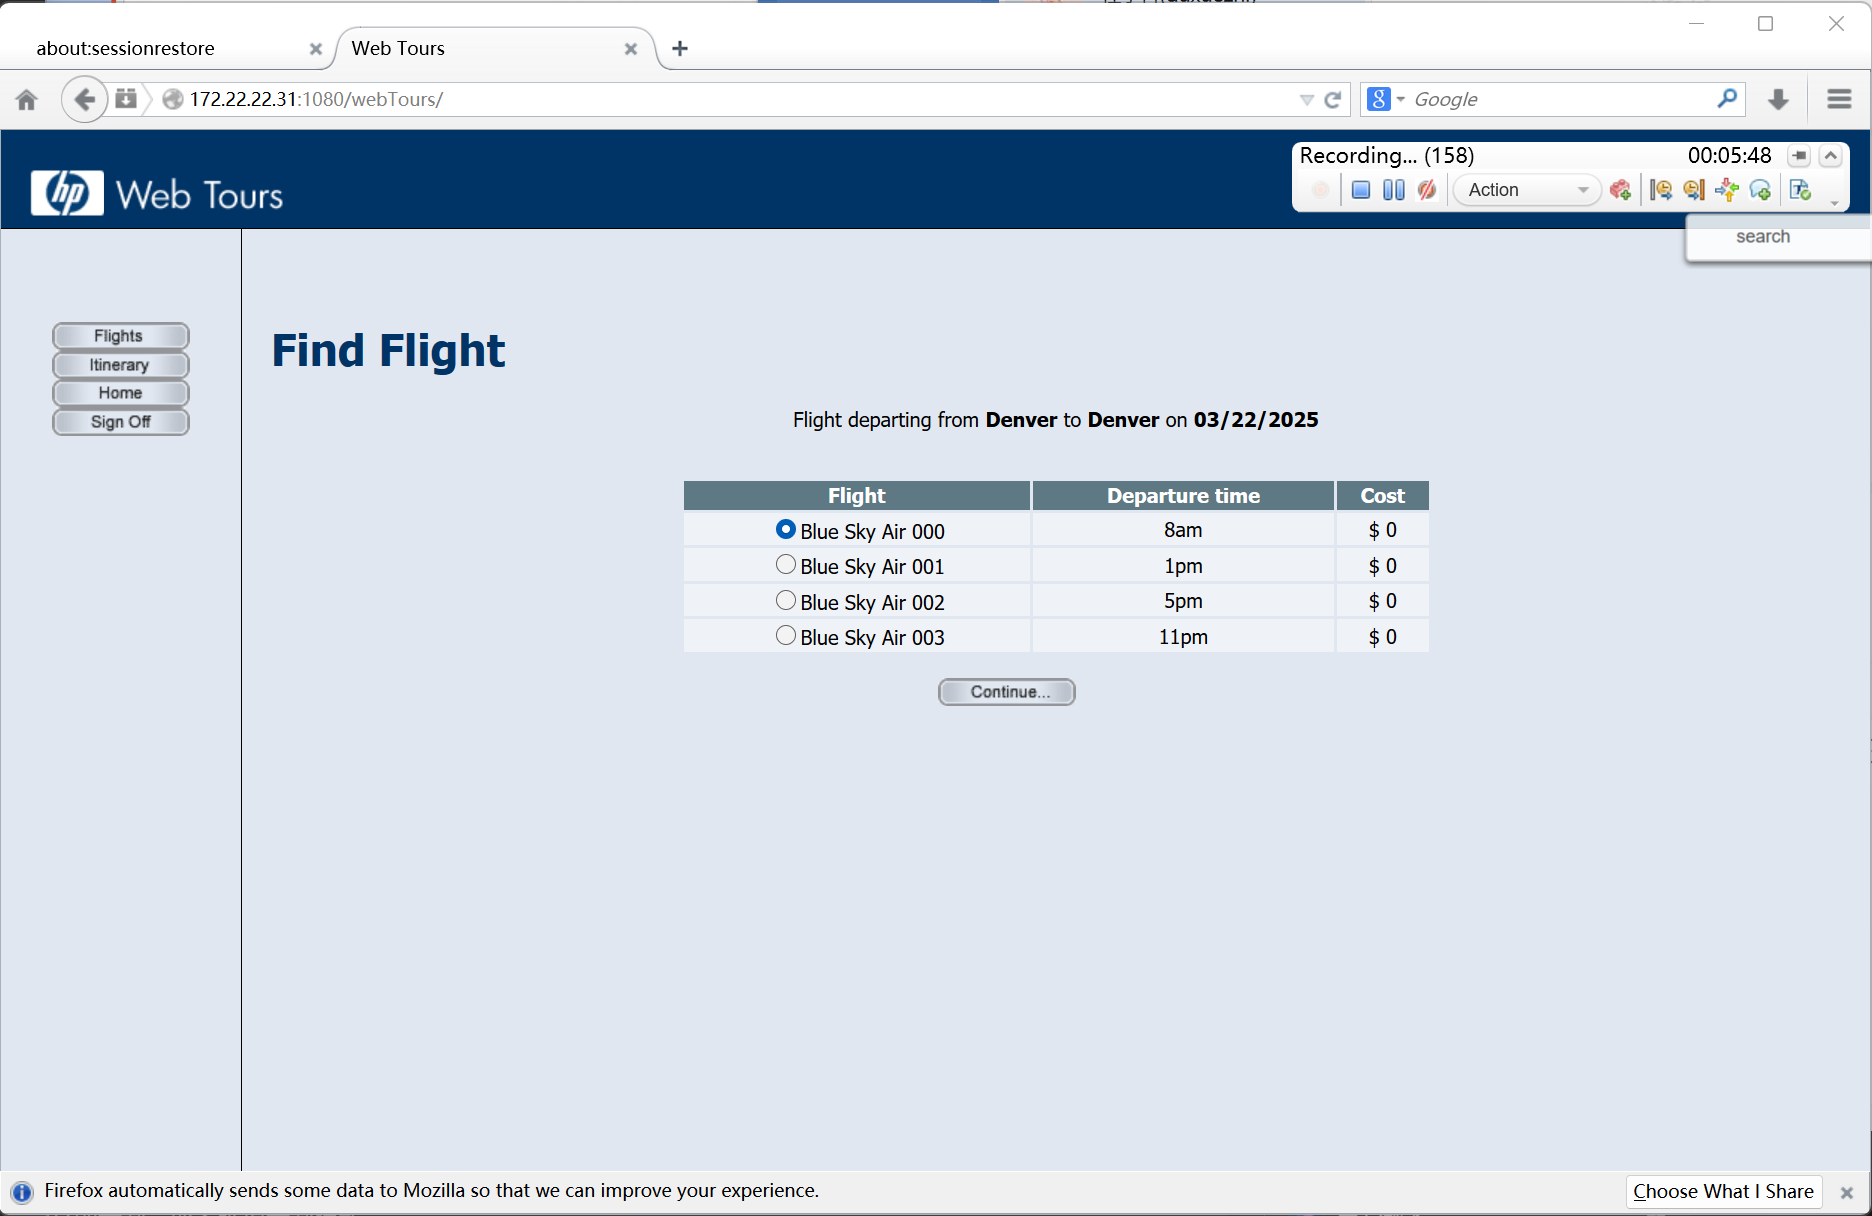 about:sessionrestore
Web Tours
172.22.22.31:1080/webTours/
Google
Recording... (158)
00:05:48
hp
Web Tours
Action
search
Flights
Itinerary
Home
Sign Off
Find Flight
Flight departing from Denver to Denver on 03/22/2025
Flight Departure time Cost
Blue Sky Air 000 8am $ 0
Blue Sky Air 001 1pm $ 0
Blue Sky Air 002 5pm $ 0
Blue Sky Air 003 11pm $ 0
Continue...
Firefox automatically sends some data to Mozilla so that we can improve your experience.
Choose What I Share